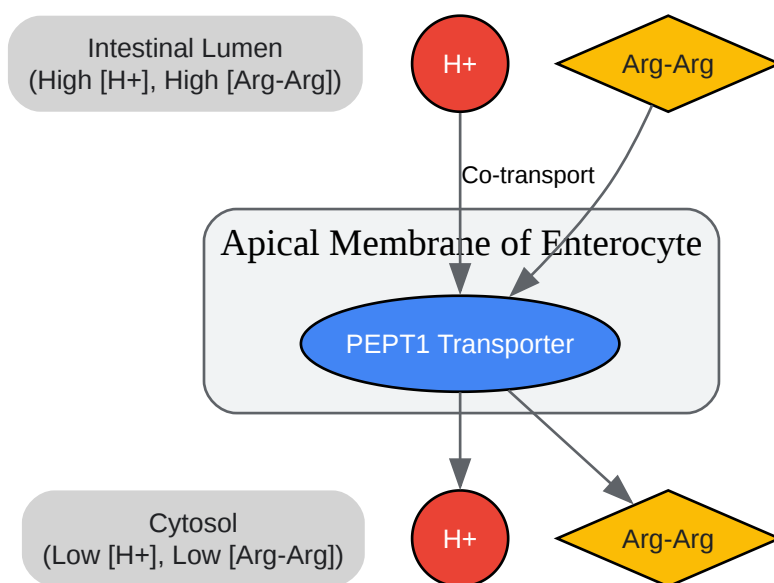 Intestinal Lumen
(High [H+], High [Arg-Arg])
H+
Arg-Arg
Co-transport
Apical Membrane of Enterocyte
PEPT1 Transporter
Cytosol
(Low [H+], Low [Arg-Arg])
H+
Arg-Arg